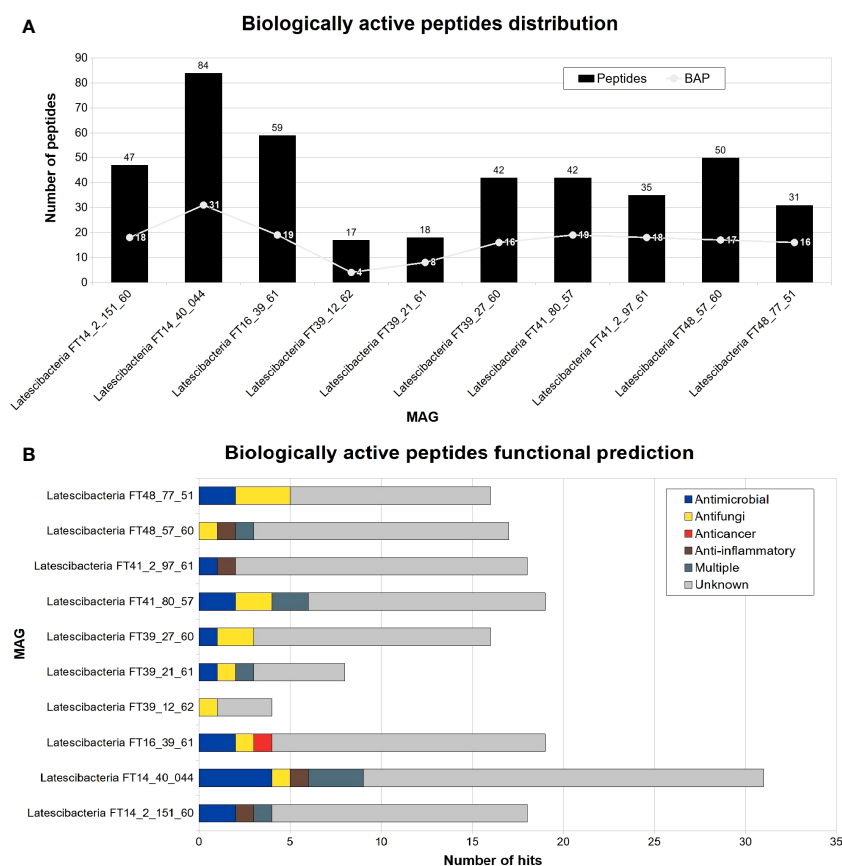 A
Biologically active peptides distribution
Number of peptides
90
80
70
60
50
40
30
20
10
0
Peptides
BAP
47
84
59
17
18
42
42
35
50
31
18
31
19
4
8
16
19
18
17
16
Latescibacteria FT14_2_151_60
Latescibacteria FT14_40_044
Latescibacteria FT16_39_61
Latescibacteria FT39_12_62
Latescibacteria FT39_21_61
Latescibacteria FT39_27_60
Latescibacteria FT41_80_57
Latescibacteria FT41_2_97_61
Latescibacteria FT48_57_60
Latescibacteria FT48_77_51
MAG
B
Biologically active peptides functional prediction
MAG
Latescibacteria FT48_77_51
Latescibacteria FT48_57_60
Latescibacteria FT41_2_97_61
Latescibacteria FT41_80_57
Latescibacteria FT39_27_60
Latescibacteria FT39_21_61
Latescibacteria FT39_12_62
Latescibacteria FT16_39_61
Latescibacteria FT14_40_044
Latescibacteria FT14_2_151_60
Antimicrobial
Antifungi
Anticancer
Anti-inflammatory
Multiple
Unknown
0
5
10
15
20
25
30
35
Number of hits